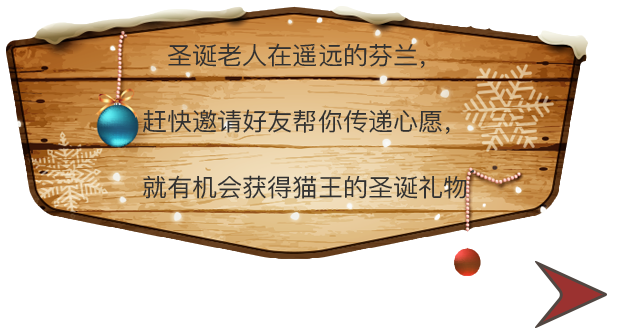 圣诞老人在遥远的芬兰，
赶快邀请好友帮你传递心愿，
就有机会获得猫王的圣诞礼物